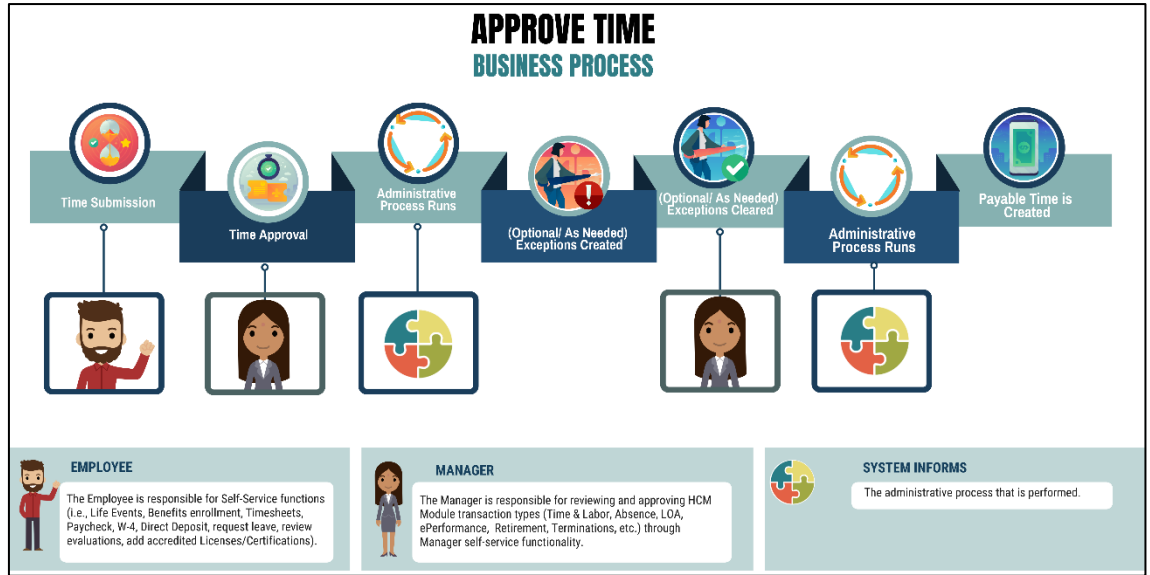 APPROVE TIME
BUSINESS PROCESS
Time Submission
Time Approval
Administrative
Process Runs
(Optional/ As Needed)
Exceptions Created
(Optional/ As Needed)
Exceptions Cleared
Administrative
Process Runs
Payable Time is
Created
EMPLOYEE
The Employee is responsible for Self-Service functions
(i.e., Life Events, Benefits enrollment, Timesheets,
Paycheck, W-4, Direct Deposit, request leave, review
evaluations, add accredited Licenses/Certifications).
MANAGER
The Manager is responsible for reviewing and approving HCM
Module transaction types (Time & Labor, Absence, LOA,
ePerformance, Retirement, Terminations, etc.) through
Manager self-service functionality.
SYSTEM INFORMS
The administrative process that is performed.